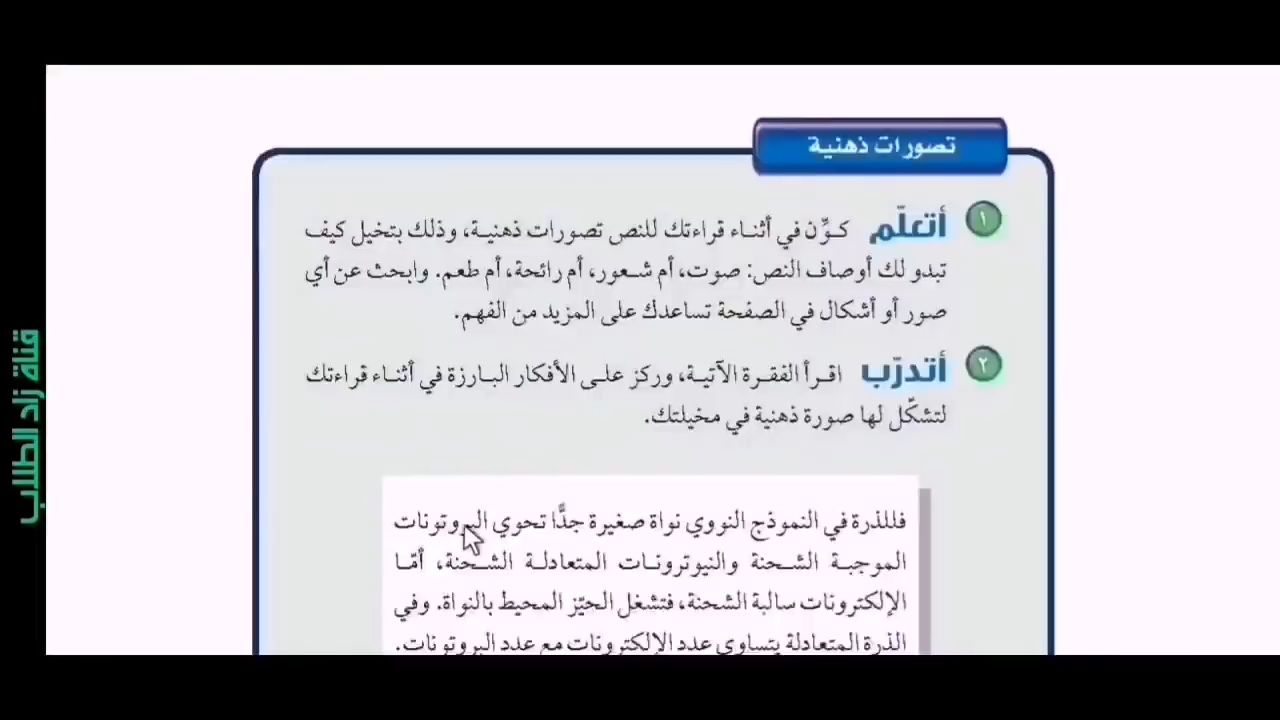 تصورات ذهنية
١ أتعلّم كوِّن في أثناء قراءتك للنص تصورات ذهنية، وذلك بتخيل كيف
تبدو لك أوصاف النص: صوت، أم شعور، أم رائحة، أم طعم. وابحث عن أي
صور أو أشكال في الصفحة تساعدك على المزيد من الفهم.
٢ أتدرّب اقرأ الفقرة الآتية، وركز على الأفكار البارزة في أثناء قراءتك
لتشكِّل لها صورة ذهنية في مخيلتك.
فللذرة في النموذج النووي نواة صغيرة جدًّا تحوي البروتونات
الموجبة الشحنة والنيوترونات المتعادلة الشحنة، أمّا
الإلكترونات سالبة الشحنة، فتشغل الحيّز المحيط بالنواة. وفي
الذرة المتعادلة يتساوى عدد الإلكترونات مع عدد البروتونات.
قناة زاد الطلاب